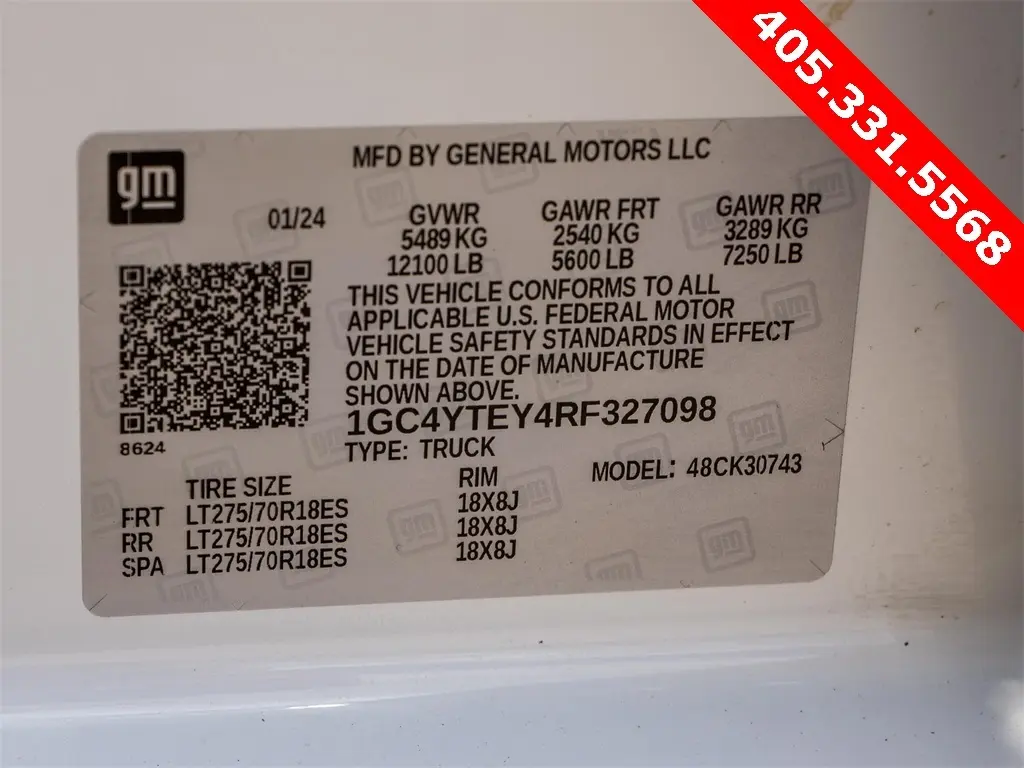 405.331.5568
gm
MFD BY GENERAL MOTORS LLC
01/24 GVWR GAWR FRT GAWR RR
5489 KG 2540 KG 3289 KG
12100 LB 5600 LB 7250 LB
THIS VEHICLE CONFORMS TO ALL
APPLICABLE U.S. FEDERAL MOTOR
VEHICLE SAFETY STANDARDS IN EFFECT
ON THE DATE OF MANUFACTURE
SHOWN ABOVE.
1GC4YTEY4RF327098
8624
TYPE: TRUCK
MODEL: 48CK30743
TIRE SIZE RIM
FRT LT275/70R18ES 18X8J
RR LT275/70R18ES 18X8J
SPA LT275/70R18ES 18X8J